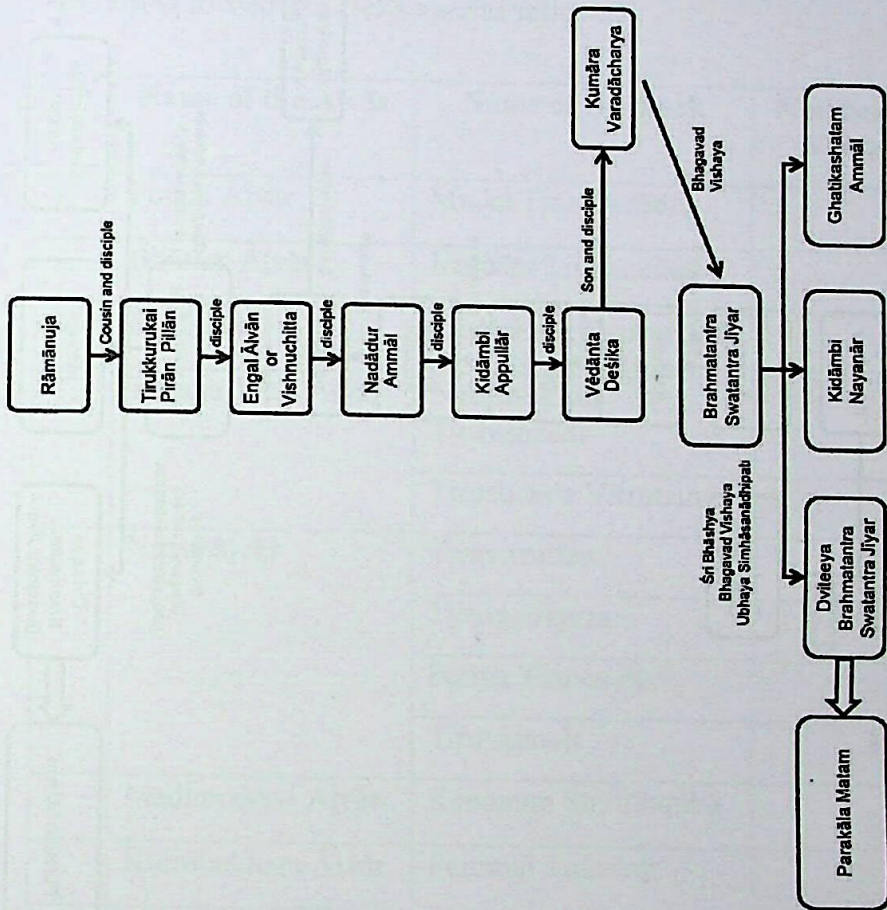 Rāmānuja
Cousin and disciple
Tirukkurukai
Pirān Pillān
disciple
Engal Ālvān
or
Vishnuchitta
disciple
Nadādur
Ammāl
disciple
Kidāmbi
Appullār
disciple
Vēdānta
Deśika
Son and disciple
Kumāra
Varadācharya
Bhagavad
Vishaya
Brahmatantra
Swatantra Jīyar
Śri Bhāshya
Bhagavad Vishaya
Ubhaya Simhāsanādhipati
Dviteeya
Brahmatantra
Swatantra Jīyar
Kidāmbi
Nayanār
Ghatikashatam
Ammāl
Parakāla Matam